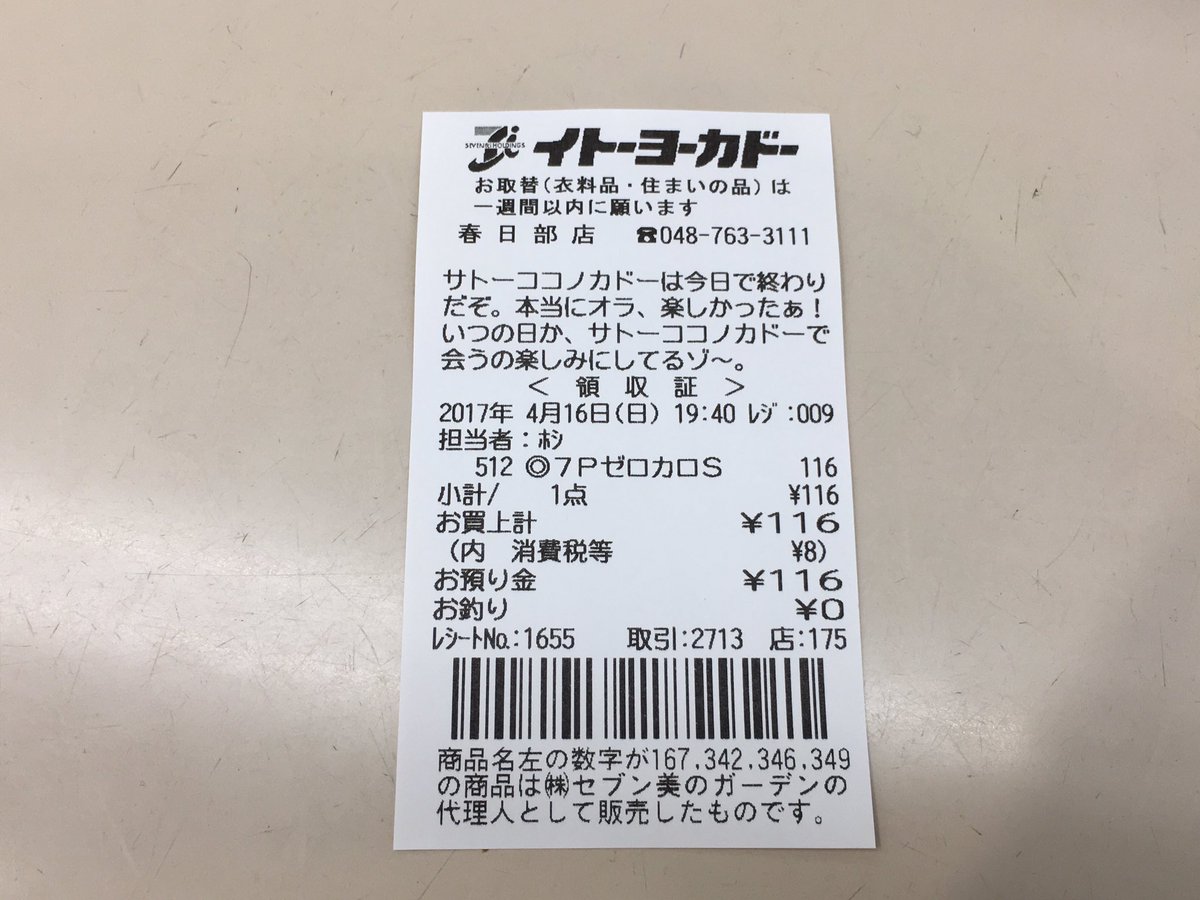 SEVEN&i HOLDINGS イトーヨーカドー
お取替(衣料品・住まいの品)は
一週間以内に願います
春日部店 ☎048-763-3111
サトーココノカドーは今日で終わり
だぞ。本当にオラ、楽しかったぁ!
いつの日か、サトーココノカドーで
会うの楽しみにしてるゾ〜。
< 領 収 証 >
2017年 4月16日(日) 19:40 レジ:009
担当者:ホシ
512 ◎7PゼロカロS 116
小計/ 1点 ¥116
お買上計 ¥116
(内 消費税等 ¥8)
お預り金 ¥116
お釣り ¥0
レシートNo.:1655 取引:2713 店:175
商品名左の数字が167,342,346,349
の商品は㈱セブン美のガーデンの
代理人として販売したものです。